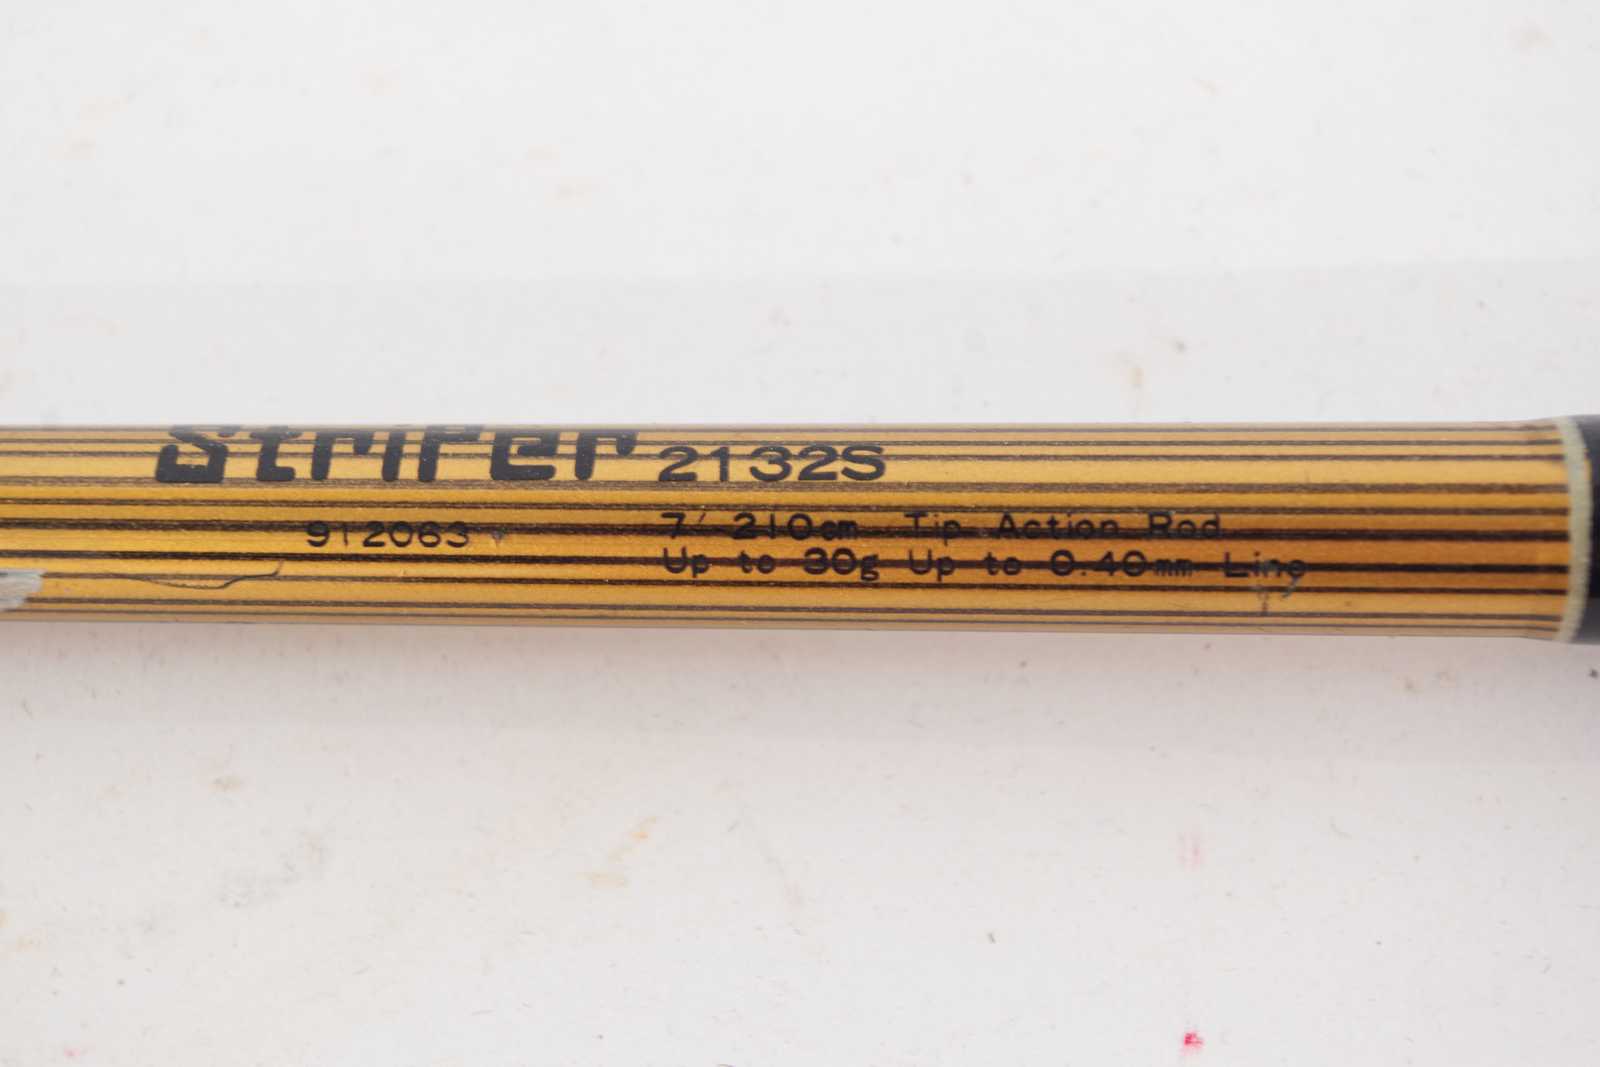 Striper 2132S
912063
7' 210cm Tip Action Rod
Up to 30g Up to 0.40mm Line